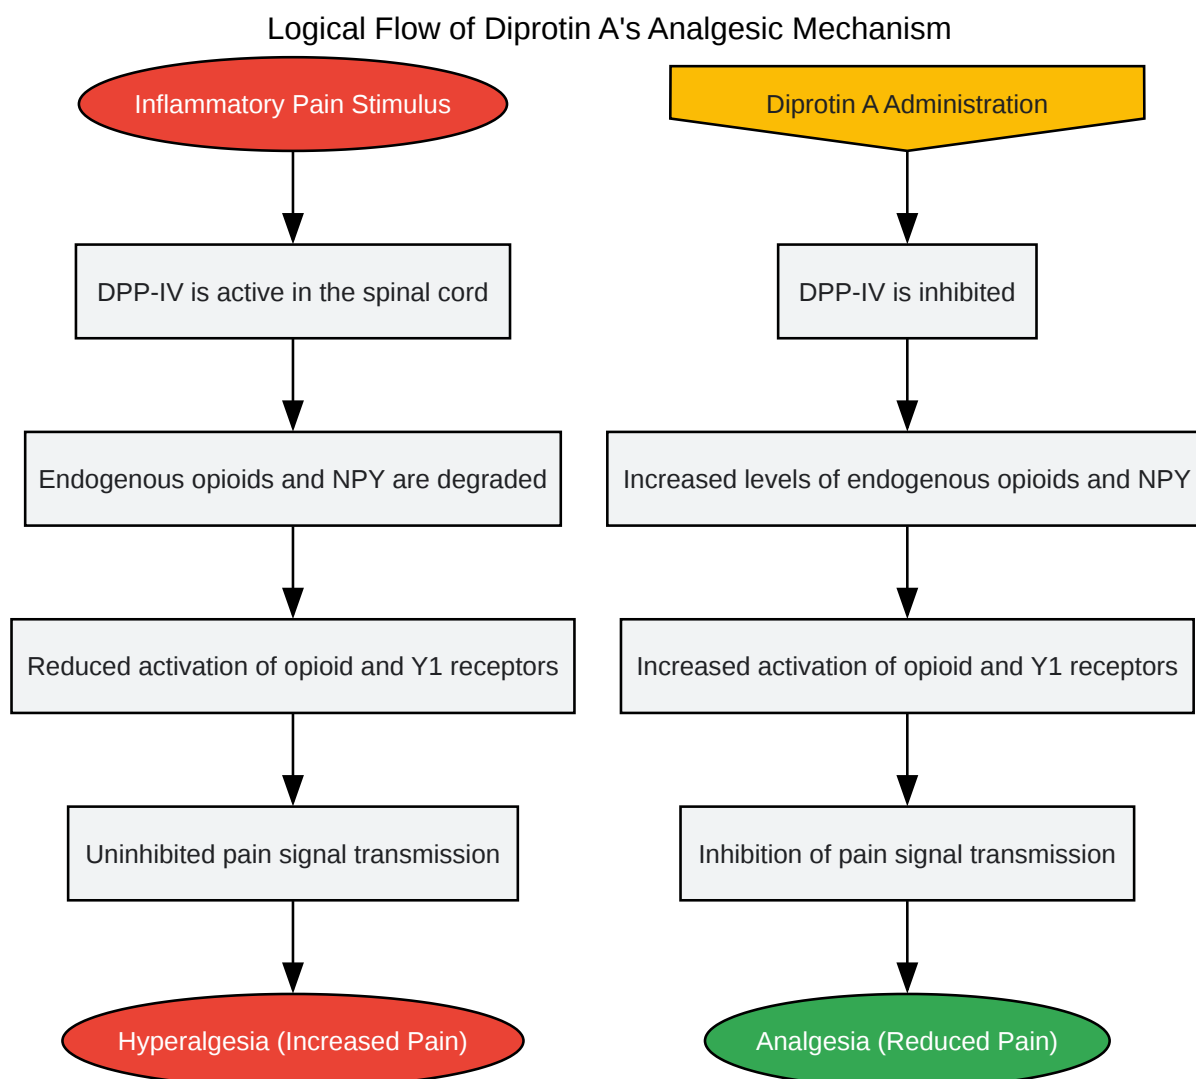 Logical Flow of Diprotin A's Analgesic Mechanism
Inflammatory Pain Stimulus
DPP-IV is active in the spinal cord
Endogenous opioids and NPY are degraded
Reduced activation of opioid and Y1 receptors
Uninhibited pain signal transmission
Hyperalgesia (Increased Pain)
Diprotin A Administration
DPP-IV is inhibited
Increased levels of endogenous opioids and NPY
Increased activation of opioid and Y1 receptors
Inhibition of pain signal transmission
Analgesia (Reduced Pain)